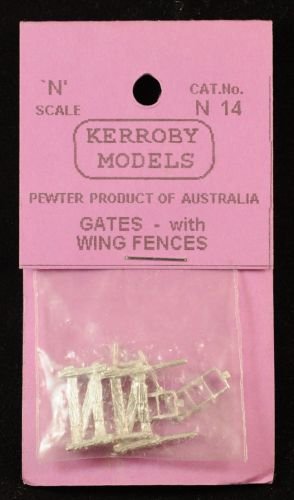 `N' CAT.No.
SCALE N 14
KERROBY
MODELS
PEWTER PRODUCT OF AUSTRALIA
GATES - with
WING FENCES